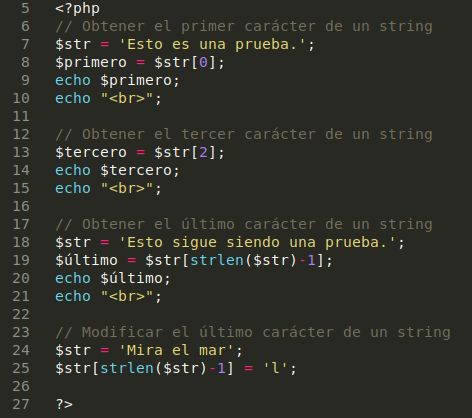 5 <?php
6 // Obtener el primer carácter de un string
7 $str = 'Esto es una prueba.';
8 $primero = $str[0];
9 echo $primero;
10 echo "<br>";
11
12 // Obtener el tercer carácter de un string
13 $tercero = $str[2];
14 echo $tercero;
15 echo "<br>";
16
17 // Obtener el último carácter de un string
18 $str = 'Esto sigue siendo una prueba.';
19 $último = $str[strlen($str)-1];
20 echo $último;
21 echo "<br>";
22
23 // Modificar el último carácter de un string
24 $str = 'Mira el mar';
25 $str[strlen($str)-1] = 'l';
26
27 ?>